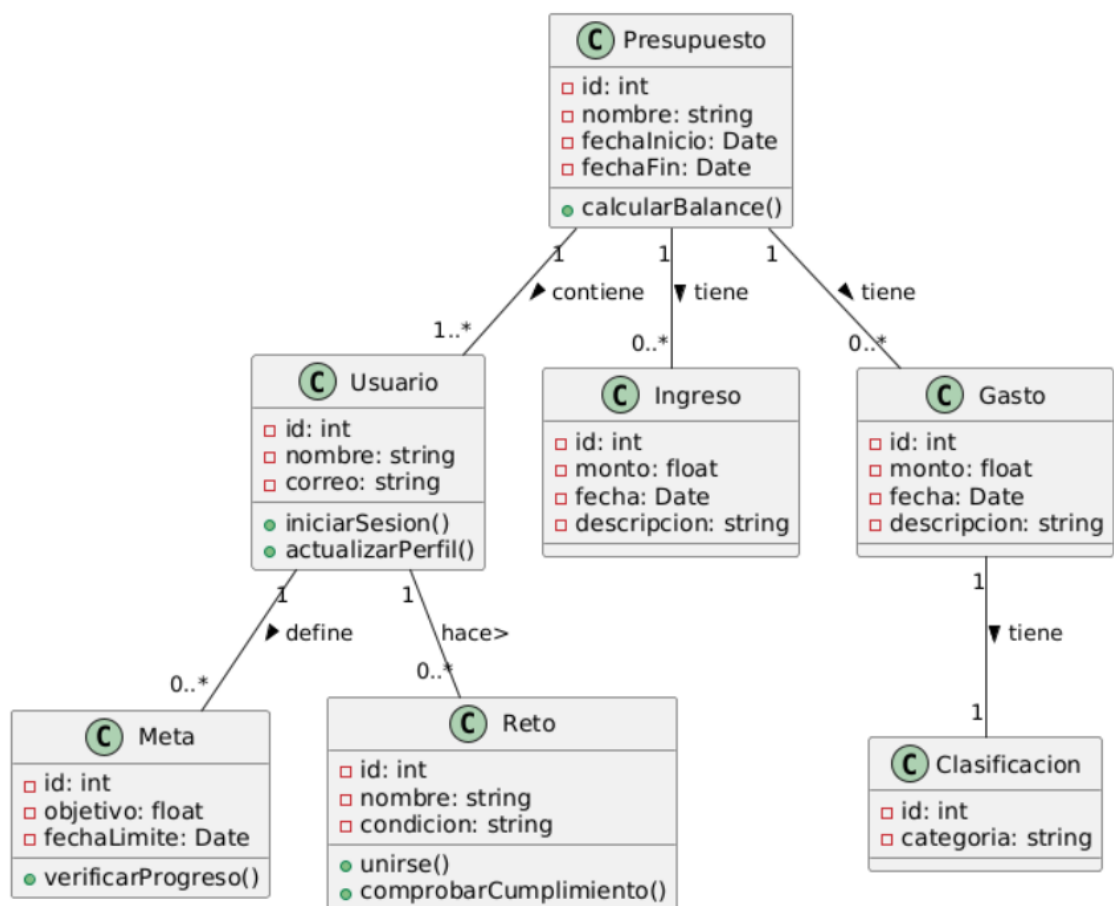 C Presupuesto
id: int
nombre: string
fechaInicio: Date
fechaFin: Date
calcularBalance()
1
1
1
contiene
tiene
tiene
1..*
0..*
0..*
C Usuario
id: int
nombre: string
correo: string
iniciarSesion()
actualizarPerfil()
C Ingreso
id: int
monto: float
fecha: Date
descripcion: string
C Gasto
id: int
monto: float
fecha: Date
descripcion: string
1
1
1
define
hace>
tiene
0..*
0..*
1
C Meta
id: int
objetivo: float
fechaLimite: Date
verificarProgreso()
C Reto
id: int
nombre: string
condicion: string
unirse()
comprobarCumplimiento()
C Clasificacion
id: int
categoria: string